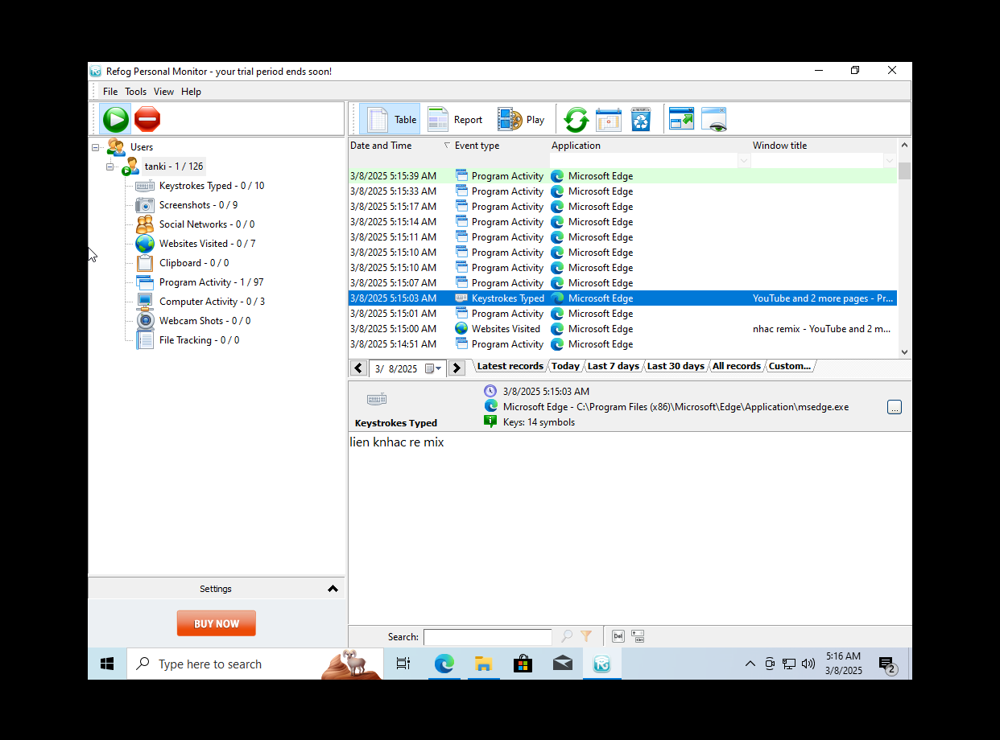 Refog Personal Monitor - your trial period ends soon!
File Tools View Help
Table Report Play
Users
tanki - 1 / 126
Keystrokes Typed - 0 / 10
Screenshots - 0 / 9
Social Networks - 0 / 0
Websites Visited - 0 / 7
Clipboard - 0 / 0
Program Activity - 1 / 97
Computer Activity - 0 / 3
Webcam Shots - 0 / 0
File Tracking - 0 / 0
Settings
BUY NOW
Date and Time Event type Application Window title
3/8/2025 5:15:39 AM Program Activity Microsoft Edge
3/8/2025 5:15:33 AM Program Activity Microsoft Edge
3/8/2025 5:15:17 AM Program Activity Microsoft Edge
3/8/2025 5:15:14 AM Program Activity Microsoft Edge
3/8/2025 5:15:11 AM Program Activity Microsoft Edge
3/8/2025 5:15:10 AM Program Activity Microsoft Edge
3/8/2025 5:15:10 AM Program Activity Microsoft Edge
3/8/2025 5:15:07 AM Program Activity Microsoft Edge
3/8/2025 5:15:03 AM Keystrokes Typed Microsoft Edge YouTube and 2 more pages - Pr...
3/8/2025 5:15:01 AM Program Activity Microsoft Edge
3/8/2025 5:15:00 AM Websites Visited Microsoft Edge nhac remix - YouTube and 2 m...
3/8/2025 5:14:51 AM Program Activity Microsoft Edge
3/ 8/2025 Latest records Today Last 7 days Last 30 days All records Custom...
3/8/2025 5:15:03 AM
Microsoft Edge - C:\Program Files (x86)\Microsoft\Edge\Application\msedge.exe
...
Keystrokes Typed
Keys: 14 symbols
lien knhac re mix
Search:
Del
Type here to search
5:16 AM
3/8/2025
2